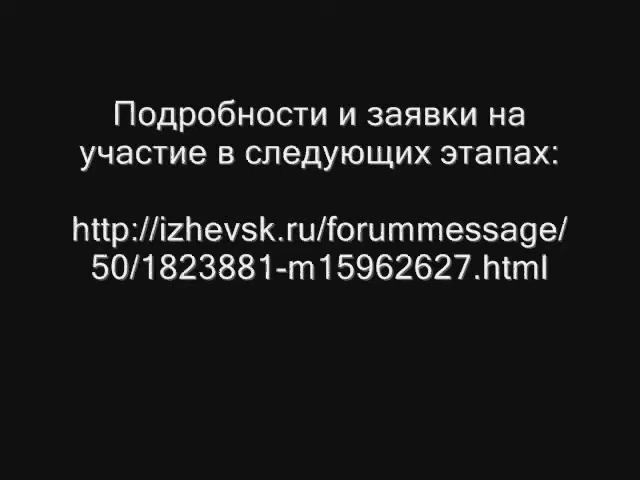 Подробности и заявки на
участие в следующих этапах:
http://izhevsk.ru/forummessage/
50/1823881-m15962627.html